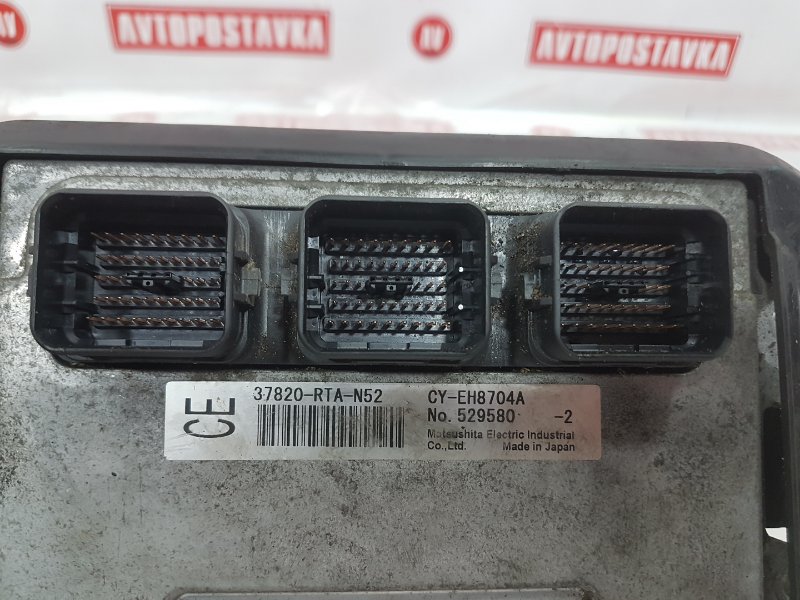 AVTOPOSTAVKA
AV
AVTOPOSTAVKA
CE
37820-RTA-N52 CY-EH8704A
No. 529580 -2
Matsushita Electric Industrial
Co.,Ltd. Made in Japan